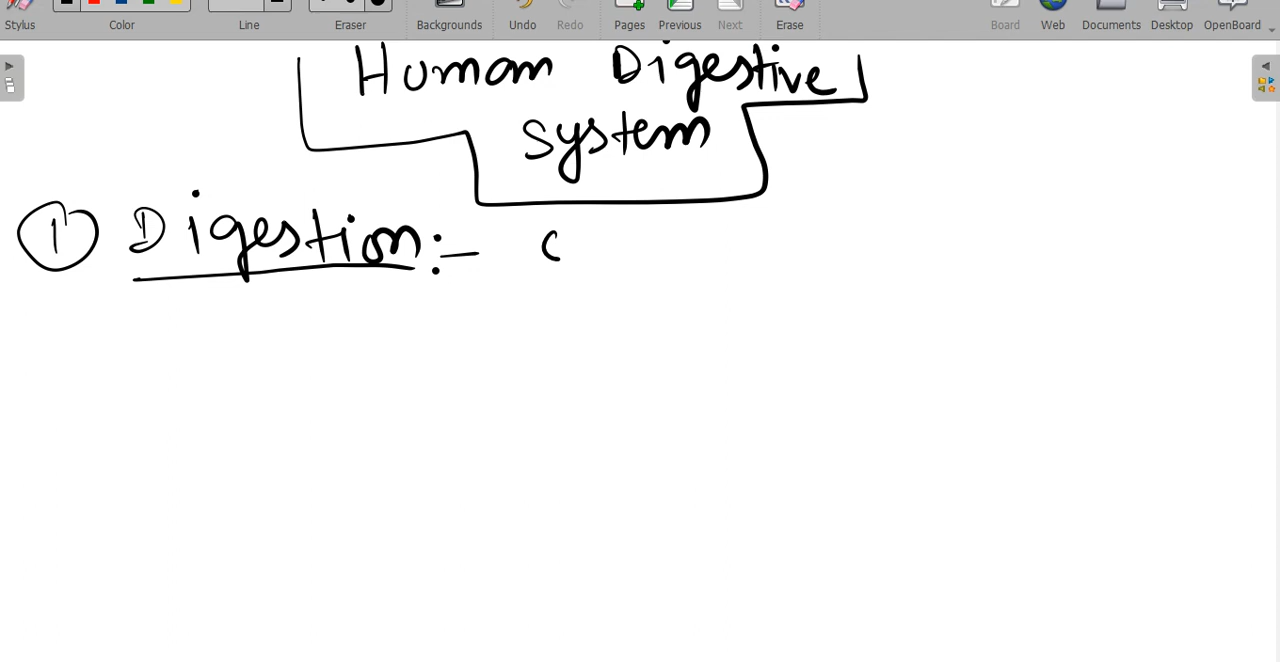 Stylus Color Line Eraser Backgrounds Undo Redo Pages Previous Next Erase Board Web Documents Desktop OpenBoard
Human Digestive
System
① Digestion:- C